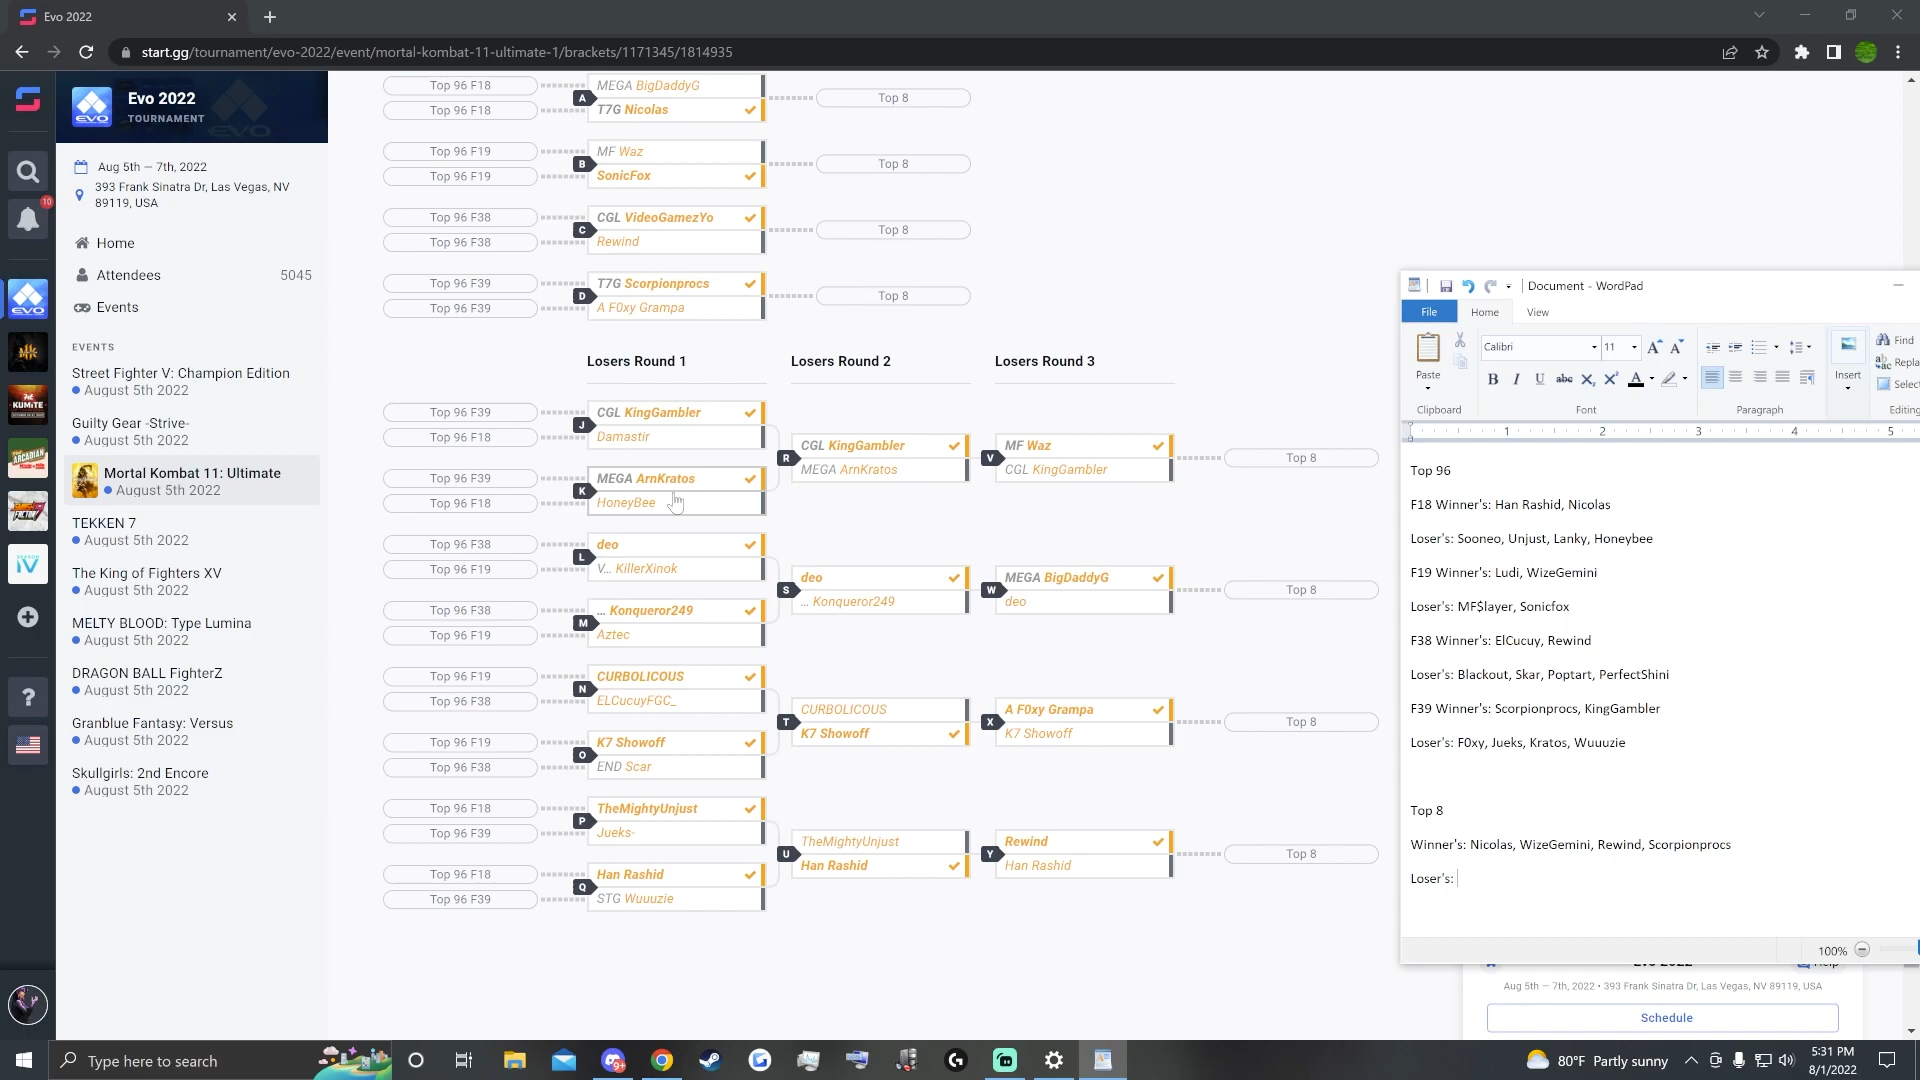 Evo 2022
start.gg/tournament/evo-2022/event/mortal-kombat-11-ultimate-1/brackets/1171345/1814935
10
Evo 2022
TOURNAMENT
EVO
Aug 5th — 7th, 2022
393 Frank Sinatra Dr, Las Vegas, NV
89119, USA
Home
Attendees 5045
Events
EVENTS
Street Fighter V: Champion Edition
August 5th 2022
Guilty Gear -Strive-
August 5th 2022
Mortal Kombat 11: Ultimate
August 5th 2022
TEKKEN 7
August 5th 2022
The King of Fighters XV
August 5th 2022
MELTY BLOOD: Type Lumina
August 5th 2022
DRAGON BALL FighterZ
August 5th 2022
Granblue Fantasy: Versus
August 5th 2022
Skullgirls: 2nd Encore
August 5th 2022
Top 96 F18 MEGA BigDaddyG
A Top 8
Top 96 F18 T7G Nicolas
Top 96 F19 MF Waz
B Top 8
Top 96 F19 SonicFox
Top 96 F38 CGL VideoGamezYo
C Top 8
Top 96 F38 Rewind
Top 96 F39 T7G Scorpionprocs
D Top 8
Top 96 F39 A F0xy Grampa
Losers Round 1 Losers Round 2 Losers Round 3
Top 96 F39 CGL KingGambler
J
Top 96 F18 Damastir
R CGL KingGambler V MF Waz Top 8
MEGA ArnKratos CGL KingGambler
Top 96 F39 MEGA ArnKratos
K
Top 96 F18 HoneyBee
Top 96 F38 deo
L
Top 96 F19 V... KillerXinok
S deo W MEGA BigDaddyG Top 8
... Konqueror249 deo
Top 96 F38 ... Konqueror249
M
Top 96 F19 Aztec
Top 96 F19 CURBOLICOUS
N
Top 96 F38 ELCucuyFGC_
T CURBOLICOUS X A F0xy Grampa Top 8
K7 Showoff K7 Showoff
Top 96 F19 K7 Showoff
O
Top 96 F38 END Scar
Top 96 F18 TheMightyUnjust
P
Top 96 F39 Jueks-
U TheMightyUnjust Y Rewind Top 8
Han Rashid Han Rashid
Top 96 F18 Han Rashid
Q
Top 96 F39 STG Wuuuzie
Document - WordPad
File Home View
Paste
Calibri 11
B I U abc X, X² A
Insert
Find
Repla
Select
Clipboard Font Paragraph Editing
1 2 3 4 5
Top 96
F18 Winner's: Han Rashid, Nicolas
Loser's: Sooneo, Unjust, Lanky, Honeybee
F19 Winner's: Ludi, WizeGemini
Loser's: MF$layer, Sonicfox
F38 Winner's: ElCucuy, Rewind
Loser's: Blackout, Skar, Poptart, PerfectShini
F39 Winner's: Scorpionprocs, KingGambler
Loser's: F0xy, Jueks, Kratos, Wuuuzie
Top 8
Winner's: Nicolas, WizeGemini, Rewind, Scorpionprocs
Loser's:
100%
Aug 5th — 7th, 2022 • 393 Frank Sinatra Dr, Las Vegas, NV 89119, USA
Schedule
Type here to search
80°F Partly sunny
5:31 PM
8/1/2022